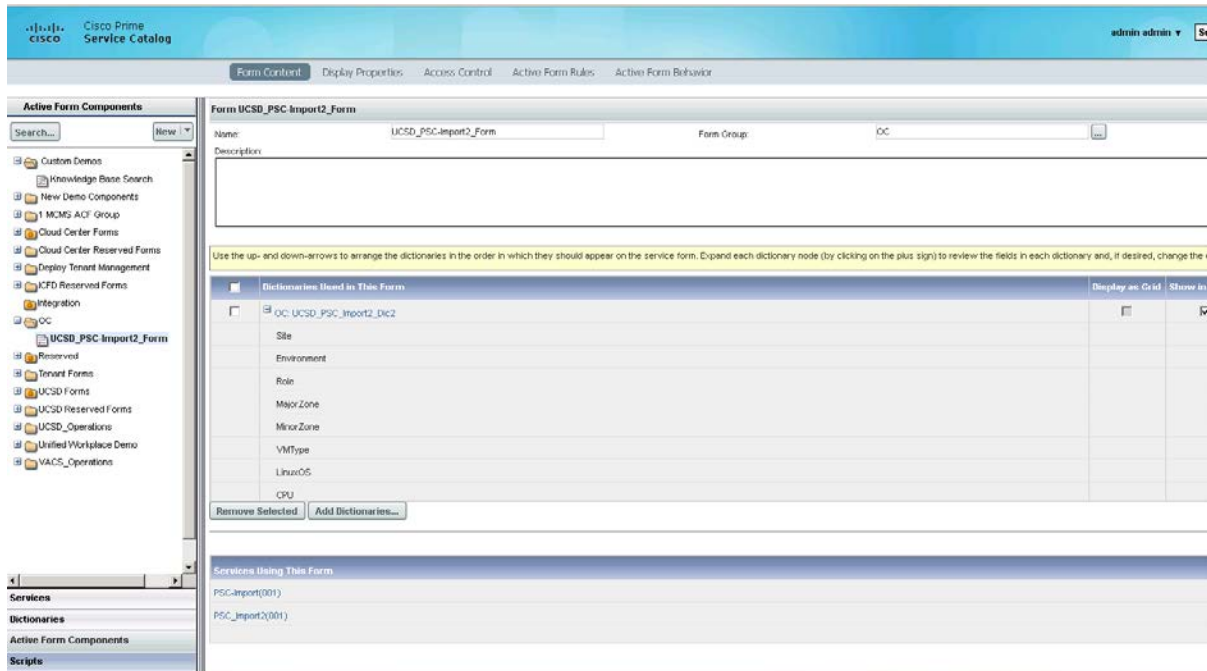 Cisco Prime
CISCO Service Catalog
admin admin
Form Content Display Properties Access Control Active Form Rules Active Form Behavior
Active Form Components
Search... New
Custom Demos
Knowledge Base Search
New Demo Components
1 MCMS ACF Group
Cloud Center Forms
Cloud Center Reserved Forms
Deploy Tenant Management
ICFD Reserved Forms
Integration
OC
UCSD_PSC-Import2_Form
Reserved
Tenant Forms
UCSD Forms
UCSD Reserved Forms
UCSD_Operations
Unified Workplace Demo
VACS_Operations
Services
Dictionaries
Active Form Components
Scripts
Form UCSD_PSC-Import2_Form
Name: UCSD_PSC-Import2_Form Form Group: OC ...
Description:
Use the up- and down-arrows to arrange the dictionaries in the order in which they should appear on the service form. Expand each dictionary node (by clicking on the plus sign) to review the fields in each dictionary and, if desired, change the
Dictionaries Used in This Form Display as Grid Show in
OC: UCSD_PSC_Import2_Dic2
Site
Environment
Role
MajorZone
MinorZone
VMType
LinuxOS
CPU
Remove Selected Add Dictionaries...
Services Using This Form
PSC-Import(001)
PSC_Import2(001)